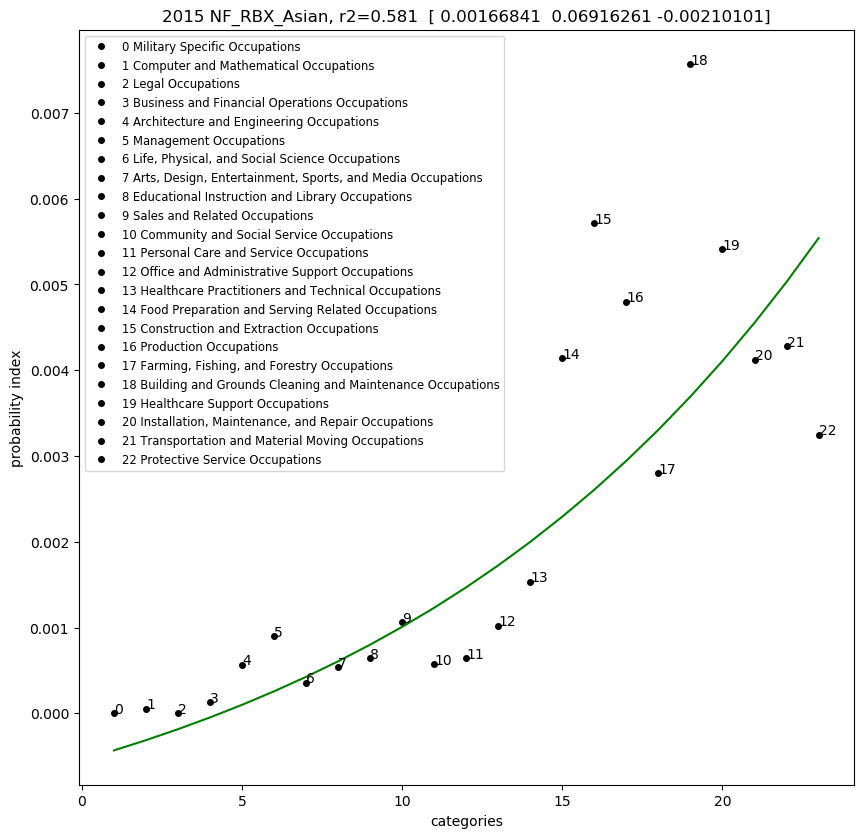 2015 NF_RBX_Asian, r2=0.581 [ 0.00166841 0.06916261 -0.00210101]
0 Military Specific Occupations
1 Computer and Mathematical Occupations
2 Legal Occupations
3 Business and Financial Operations Occupations
4 Architecture and Engineering Occupations
5 Management Occupations
6 Life, Physical, and Social Science Occupations
7 Arts, Design, Entertainment, Sports, and Media Occupations
8 Educational Instruction and Library Occupations
9 Sales and Related Occupations
10 Community and Social Service Occupations
11 Personal Care and Service Occupations
12 Office and Administrative Support Occupations
13 Healthcare Practitioners and Technical Occupations
14 Food Preparation and Serving Related Occupations
15 Construction and Extraction Occupations
16 Production Occupations
17 Farming, Fishing, and Forestry Occupations
18 Building and Grounds Cleaning and Maintenance Occupations
19 Healthcare Support Occupations
20 Installation, Maintenance, and Repair Occupations
21 Transportation and Material Moving Occupations
22 Protective Service Occupations
probability index
0.007
0.006
0.005
0.004
0.003
0.002
0.001
0.000
0
1
2
3
4
5
6
7
8
9
10
11
12
13
14
15
16
17
18
19
20
21
22
0
5
10
15
20
categories